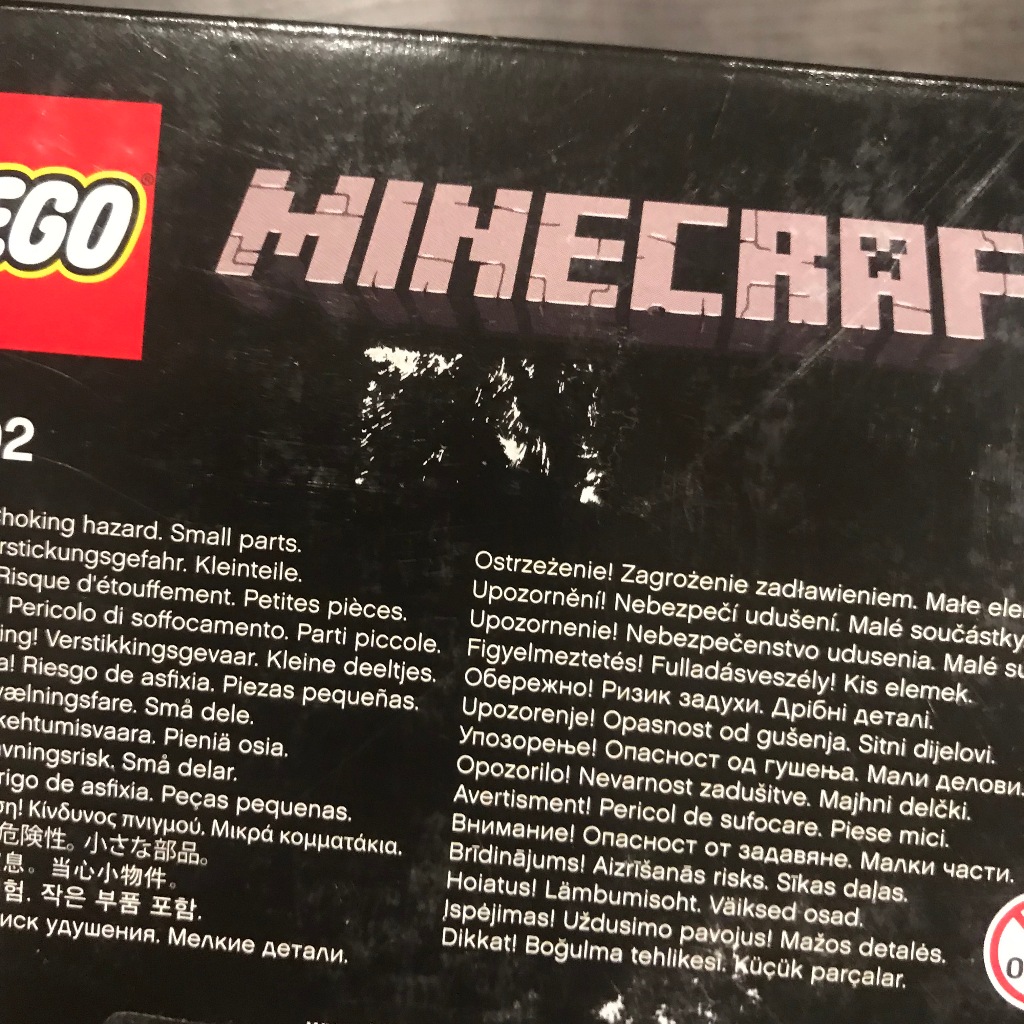 EGO®
MINECRAF
02
hoking hazard. Small parts.
rstickungsgefahr. Kleinteile.
Risque d'étouffement. Petites pièces.
Pericolo di soffocamento. Parti piccole.
ing! Verstikkingsgevaar. Kleine deeltjes.
a! Riesgo de asfixia. Piezas pequeñas.
vælningsfare. Små dele.
kehtumisvaara. Pieniä osia.
vningsrisk. Små delar.
rigo de asfixia. Peças pequenas.
ση! Κίνδυνος πνιγμού. Μικρά κομματάκια.
危険性。小さな部品。
息。当心小物件。
험. 작은 부품 포함.
иск удушения. Мелкие детали.
Ostrzeżenie! Zagrożenie zadławieniem. Małe ele
Upozornění! Nebezpečí udušení. Malé součástky
Upozornenie! Nebezpečenstvo udusenia. Malé s
Figyelmeztetés! Fulladásveszély! Kis elemek.
Обережно! Ризик задухи. Дрібні деталі.
Upozorenje! Opasnost od gušenja. Sitni dijelovi.
Упозорење! Опасност од гушења. Мали делови.
Opozorilo! Nevarnost zadušitve. Majhni delčki.
Avertisment! Pericol de sufocare. Piese mici.
Внимание! Опасност от задавяне. Малки части.
Brīdinājums! Aizrīšanās risks. Sīkas daļas.
Hoiatus! Lämbumisoht. Väiksed osad.
Įspėjimas! Uždusimo pavojus! Mažos detalės.
Dikkat! Boğulma tehlikesi. Küçük parçalar.
0